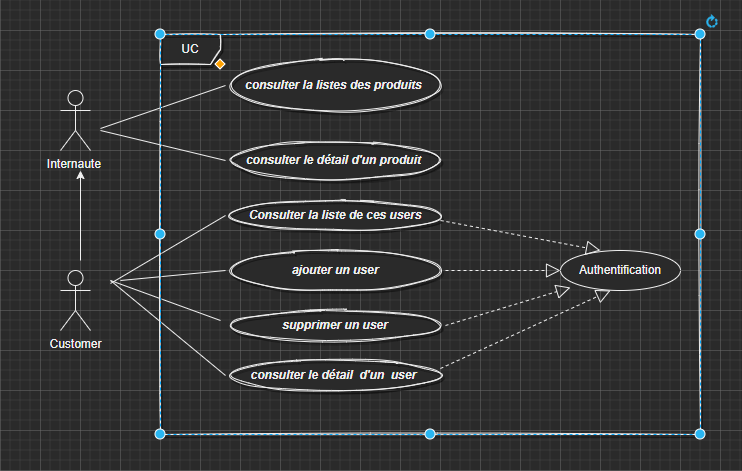 UC
consulter la listes des produits
Internaute
consulter le détail d'un produit
Consulter la liste de ces users
ajouter un user
Authentification
Customer
supprimer un user
consulter le détail d'un user